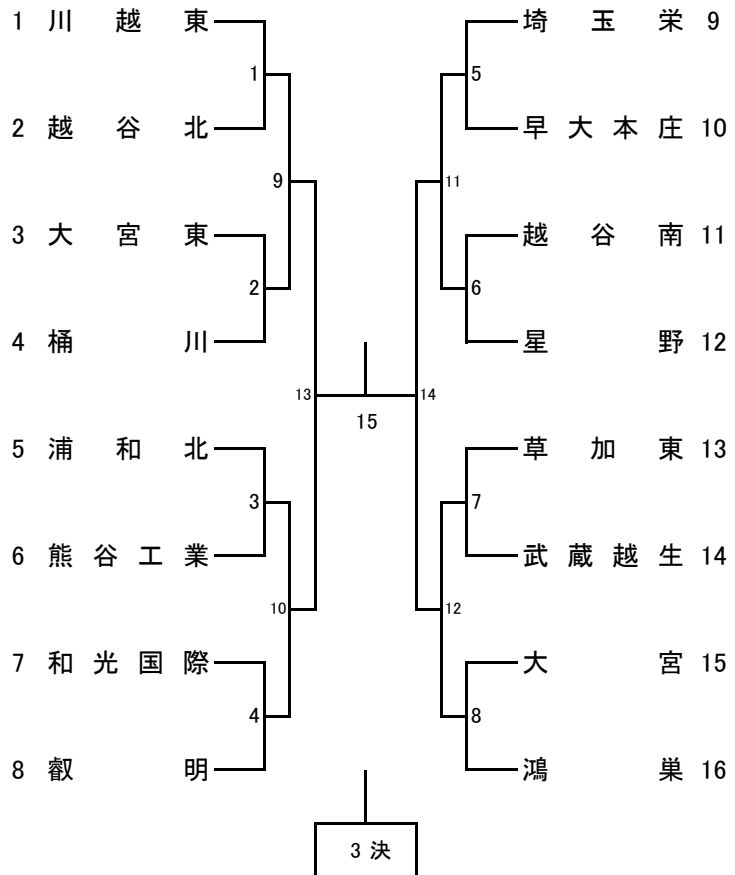 1 川越東
埼玉栄 9
1
5
2 越谷北
早大本庄 10
9
11
3 大宮東
越谷南 11
2
6
4 桶川
星野 12
13
14
15
5 浦和北
草加東 13
3
7
6 熊谷工業
武蔵越生 14
10
12
7 和光国際
大宮 15
4
8
8 叡明
鴻巣 16
3決